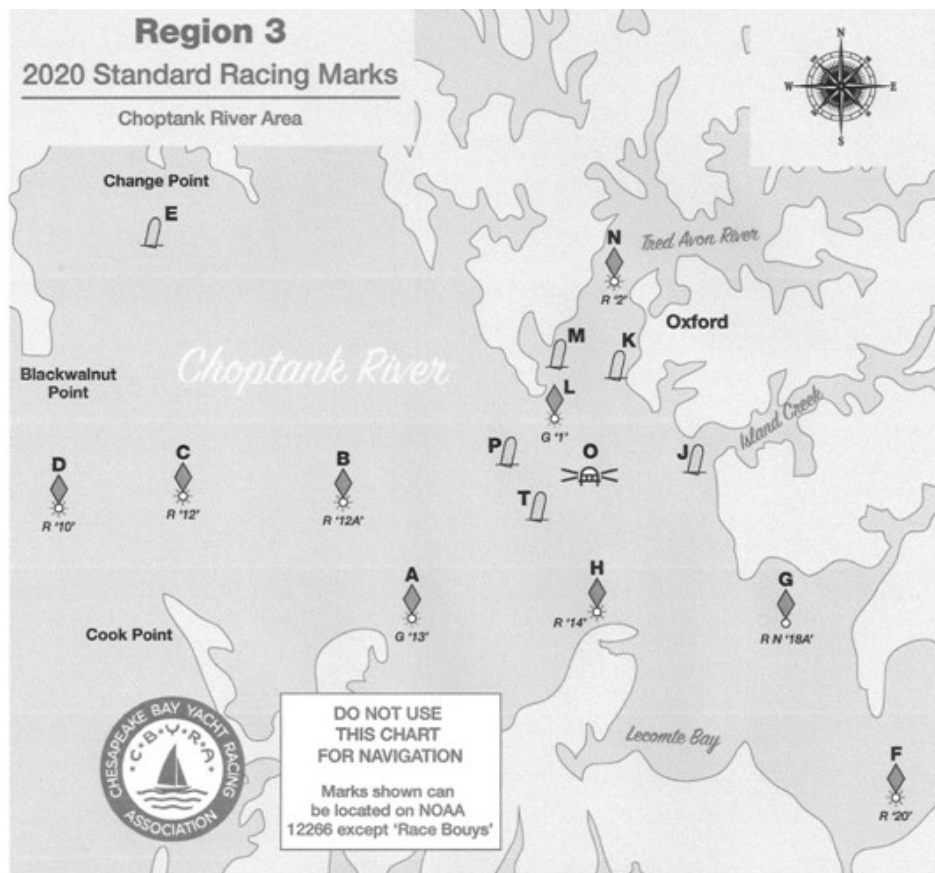 Region 3
2020 Standard Racing Marks
Choptank River Area
N
W E
S
Change Point
E
N
R '2'
Tred Avon River
Oxford
M
K
Choptank River
Blackwalnut
Point
L
G '1'
Island Creek
P
O
J
D
R '10'
C
R '12'
B
R '12A'
T
A
G '13'
H
R '14'
G
R N '18A'
Cook Point
CHESAPEAKE BAY YACHT RACING
ASSOCIATION
C·B·Y·R·A
DO NOT USE
THIS CHART
FOR NAVIGATION
Marks shown can
be located on NOAA
12266 except 'Race Bouys'
Lecomte Bay
F
R '20'